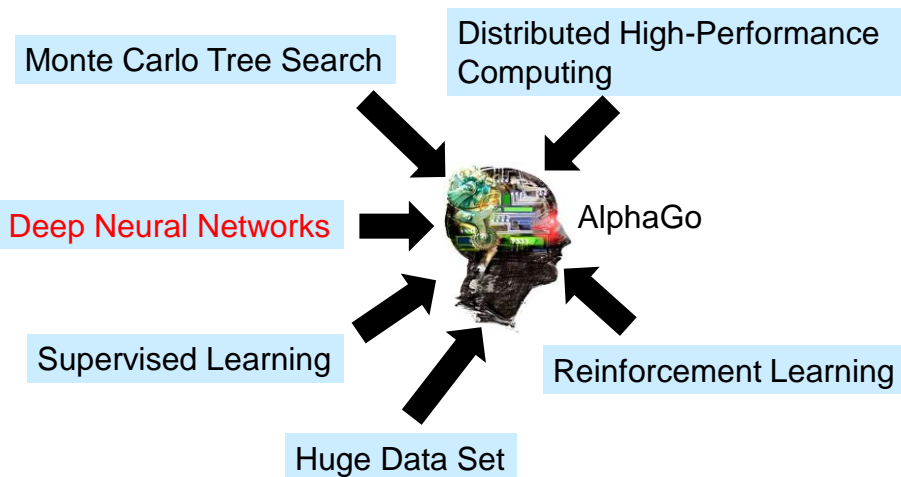 Monte Carlo Tree Search
Distributed High-Performance
Computing
Deep Neural Networks
AlphaGo
Supervised Learning
Reinforcement Learning
Huge Data Set